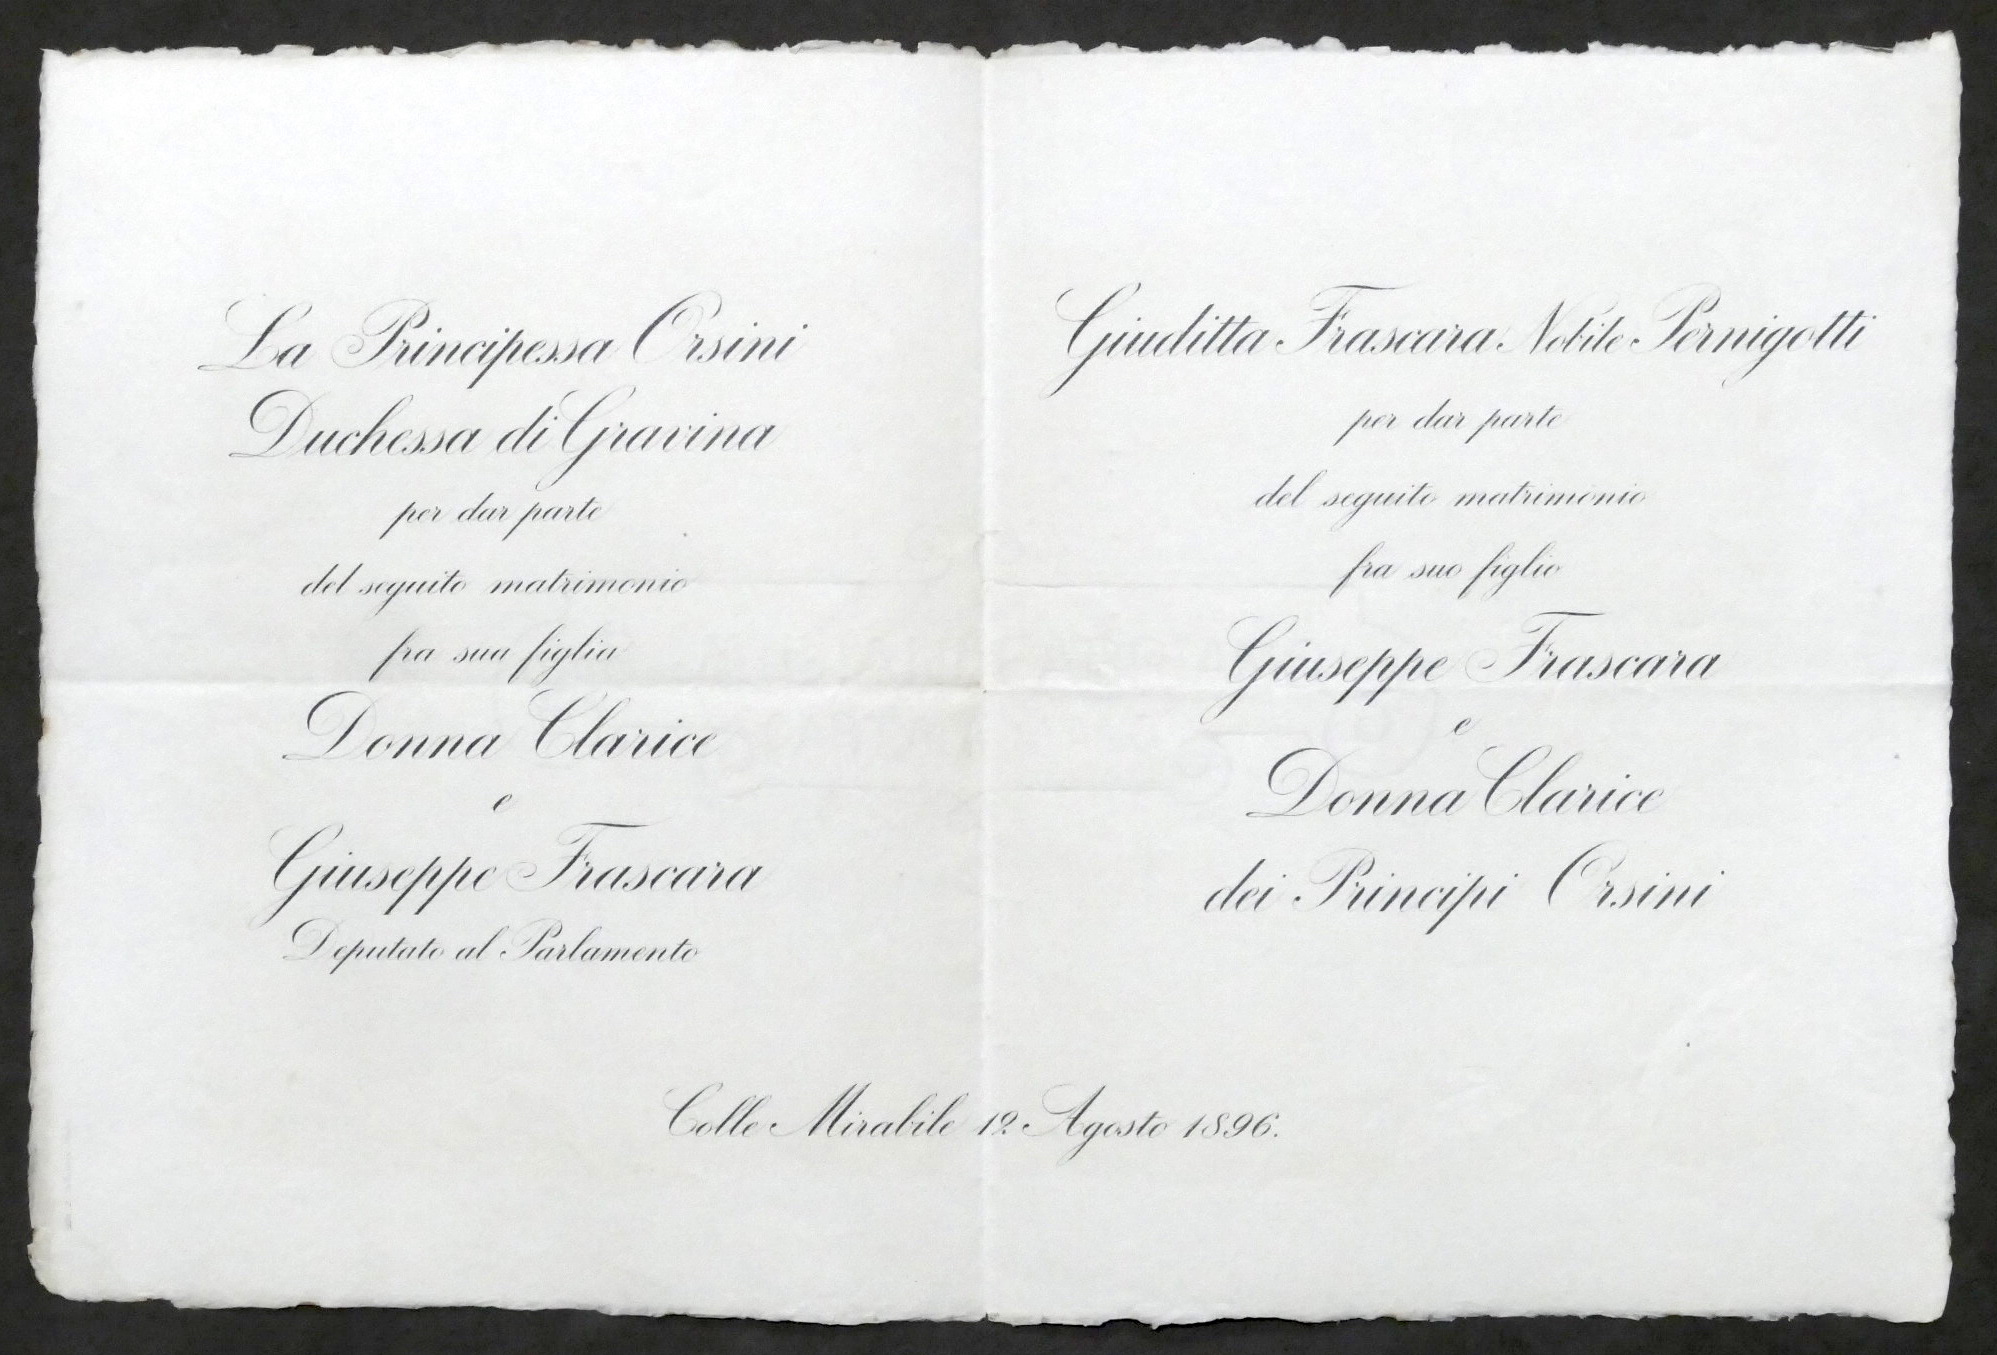 La Principessa Orsini
Duchessa di Gravina
per dar parte
del seguito matrimonio
fra sua figlia
Donna Clarice
e
Giuseppe Frascara
Deputato al Parlamento
Giuditta Frascara Nobile Pernigotti
per dar parte
del seguito matrimonio
fra suo figlio
Giuseppe Frascara
e
Donna Clarice
dei Principi Orsini
Colle Mirabile 12 Agosto 1896.